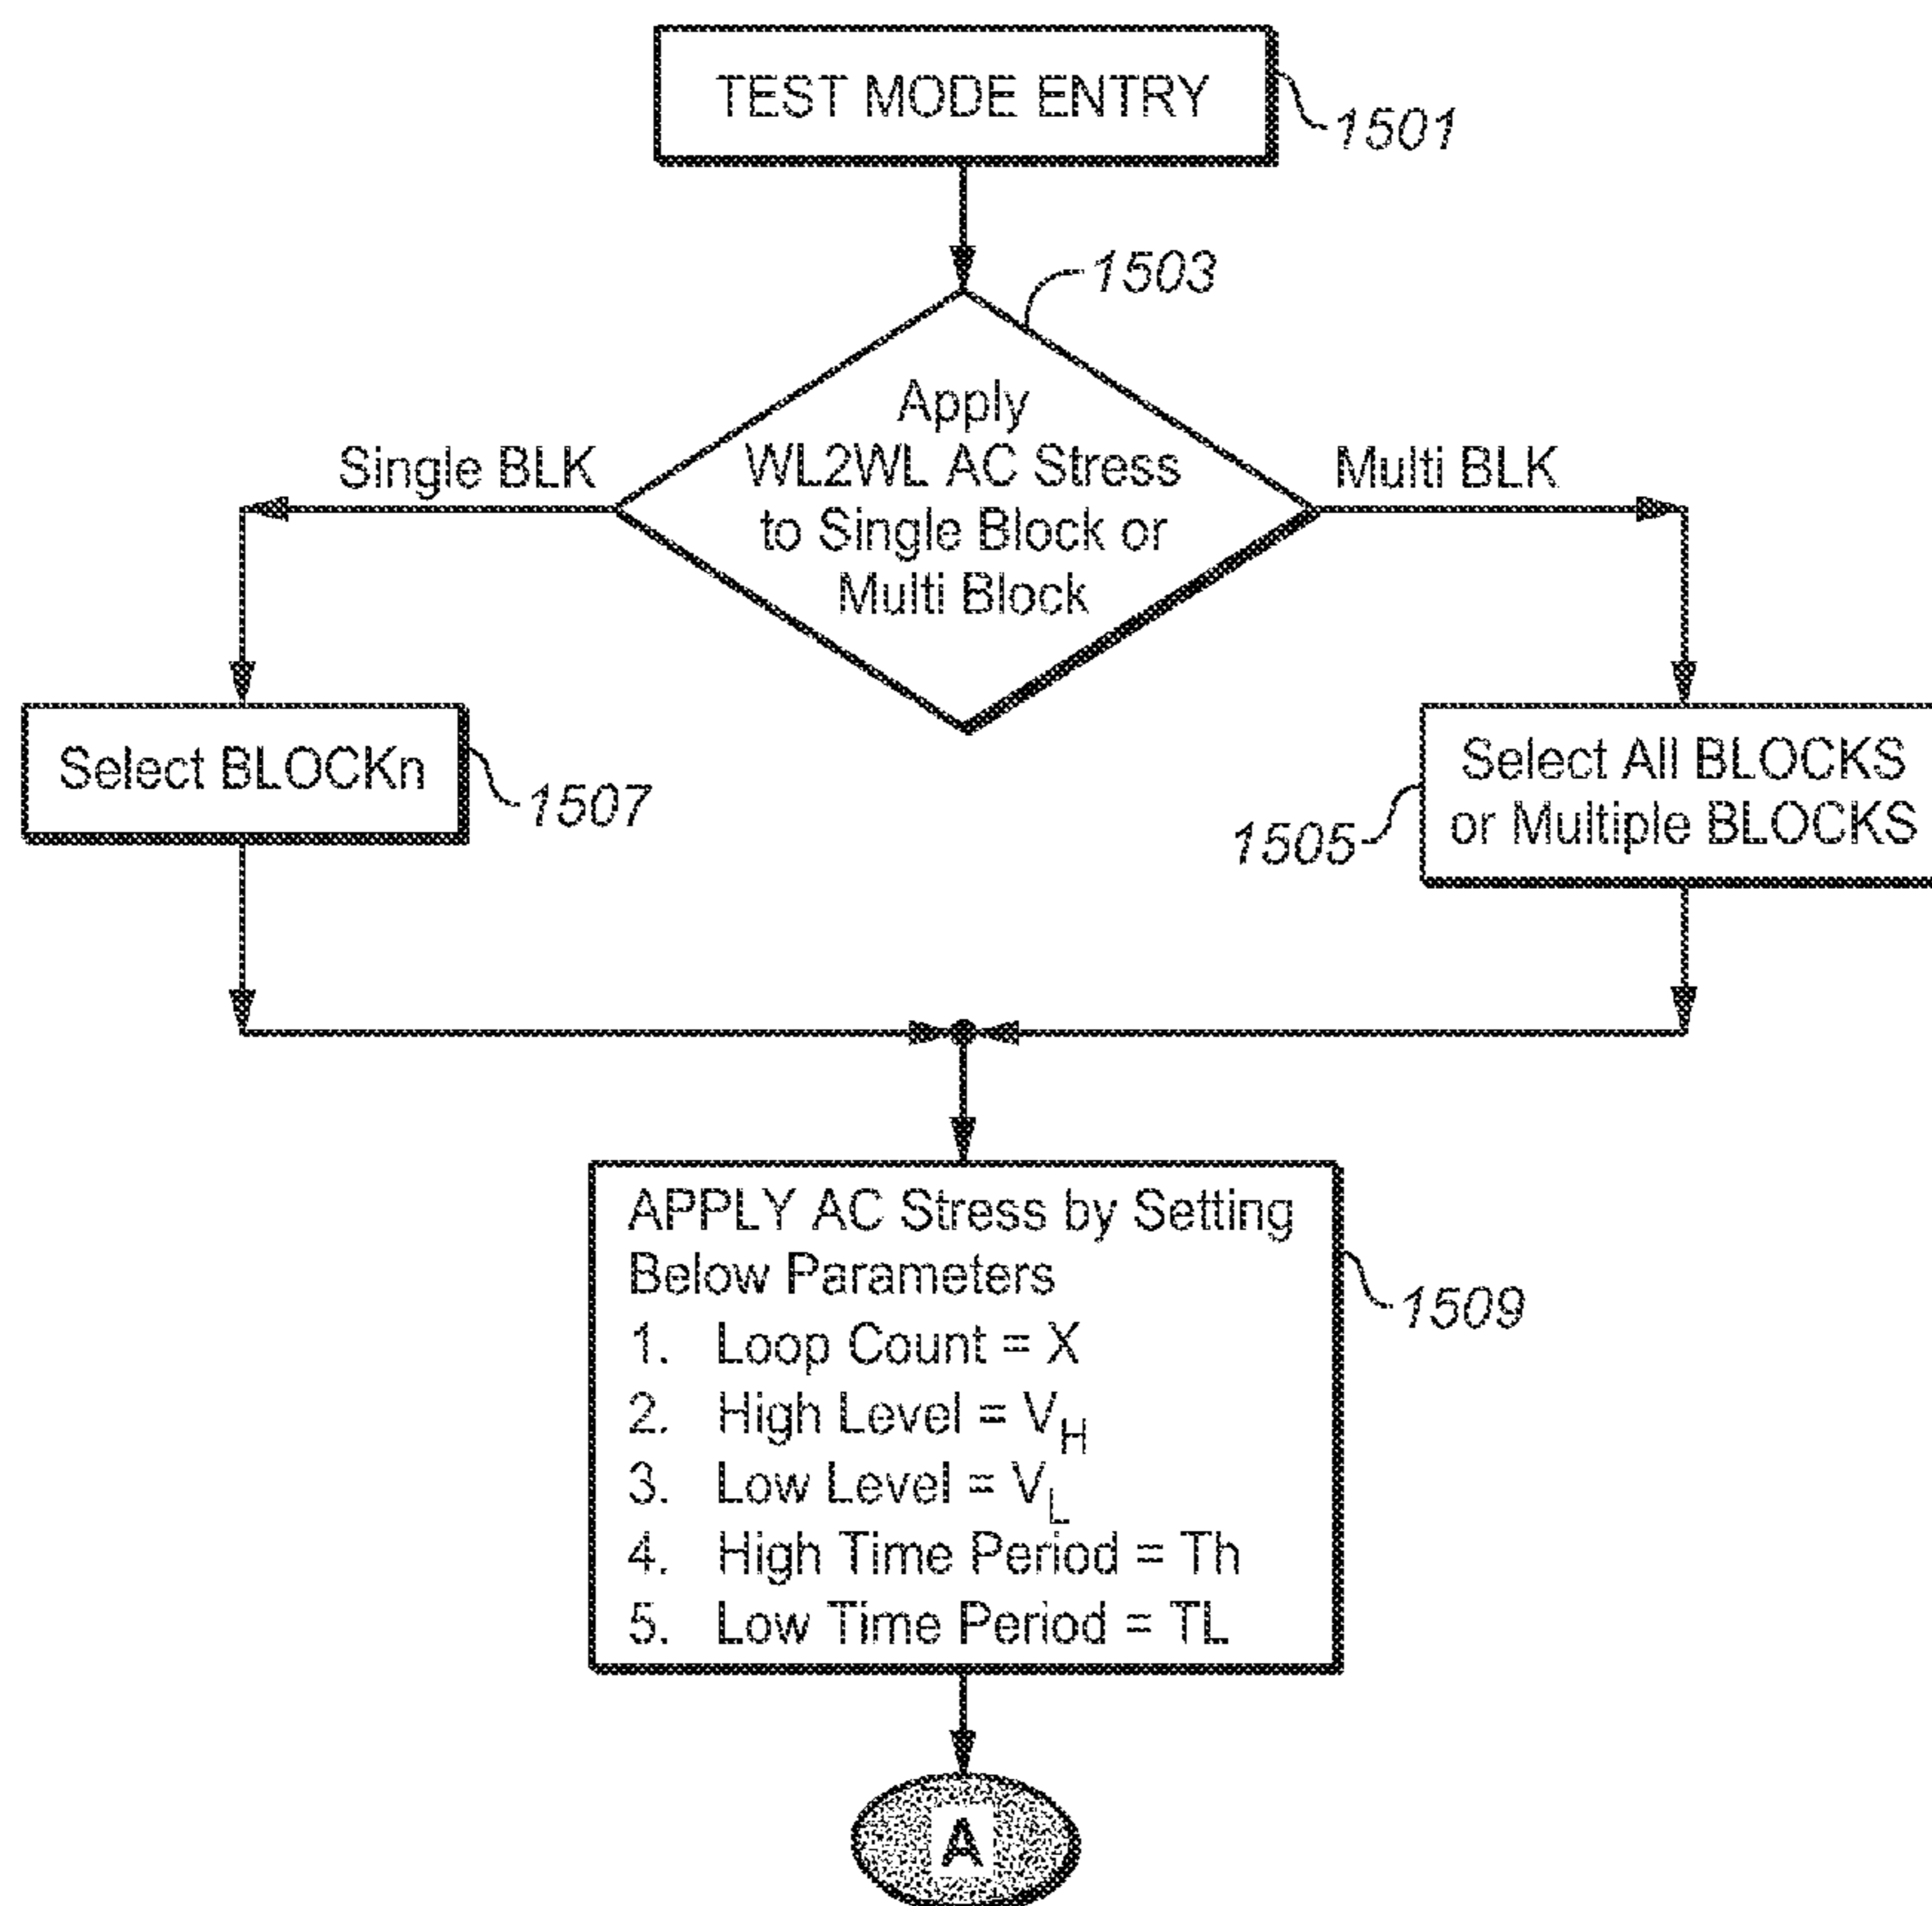 TEST MODE ENTRY
1501
1503
Apply
WL2WL AC Stress
to Single Block or
Multi Block
Single BLK
Multi BLK
Select BLOCKn
1507
Select All BLOCKS
or Multiple BLOCKS
1505
APPLY AC Stress by Setting
Below Parameters
1. Loop Count = X
2. High Level = V_H
3. Low Level = V_L
4. High Time Period = Th
5. Low Time Period = TL
1509
A